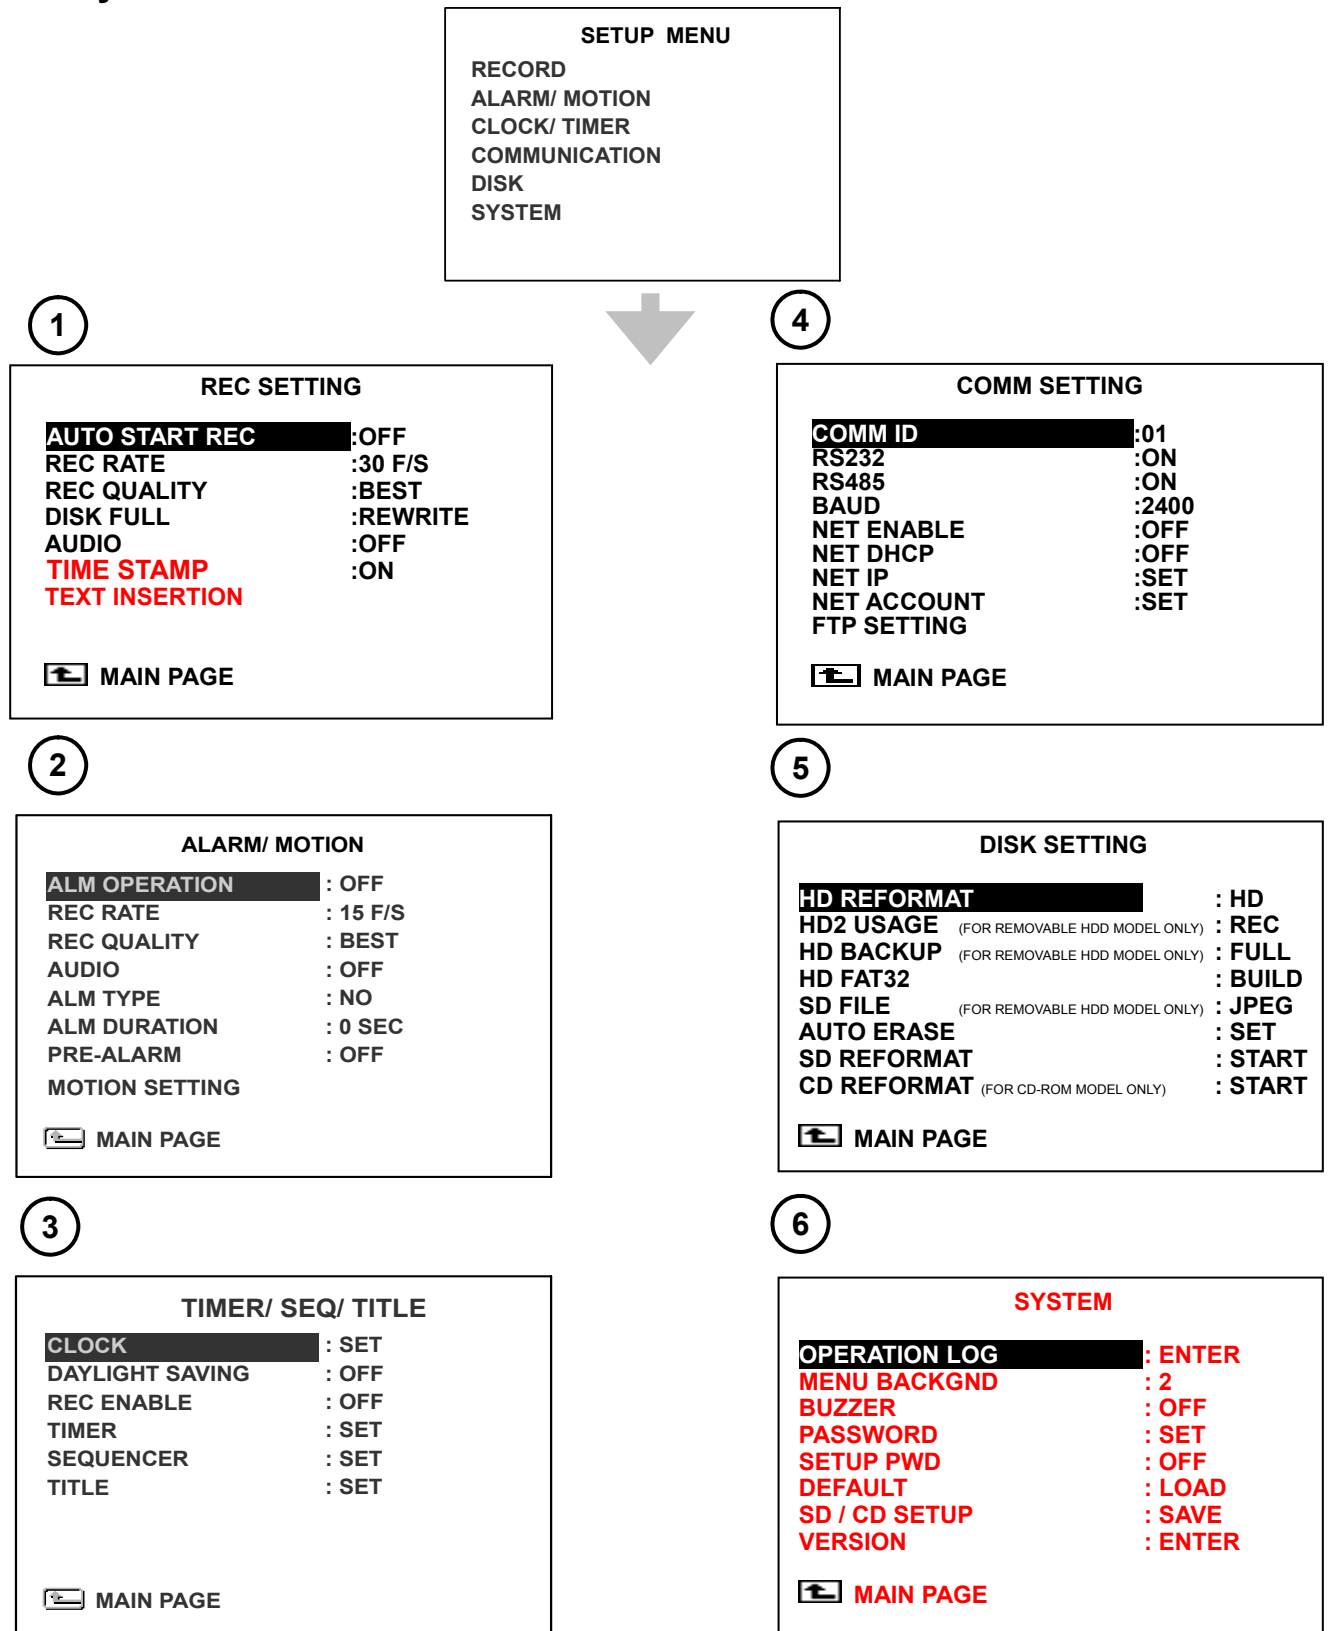 SETUP MENU
RECORD
ALARM/ MOTION
CLOCK/ TIMER
COMMUNICATION
DISK
SYSTEM
1
REC SETTING
AUTO START REC :OFF
REC RATE :30 F/S
REC QUALITY :BEST
DISK FULL :REWRITE
AUDIO :OFF
TIME STAMP :ON
TEXT INSERTION
MAIN PAGE
2
ALARM/ MOTION
ALM OPERATION : OFF
REC RATE : 15 F/S
REC QUALITY : BEST
AUDIO : OFF
ALM TYPE : NO
ALM DURATION : 0 SEC
PRE-ALARM : OFF
MOTION SETTING
MAIN PAGE
3
TIMER/ SEQ/ TITLE
CLOCK : SET
DAYLIGHT SAVING : OFF
REC ENABLE : OFF
TIMER : SET
SEQUENCER : SET
TITLE : SET
MAIN PAGE
4
COMM SETTING
COMM ID :01
RS232 :ON
RS485 :ON
BAUD :2400
NET ENABLE :OFF
NET DHCP :OFF
NET IP :SET
NET ACCOUNT :SET
FTP SETTING
MAIN PAGE
5
DISK SETTING
HD REFORMAT : HD
HD2 USAGE (FOR REMOVABLE HDD MODEL ONLY) : REC
HD BACKUP (FOR REMOVABLE HDD MODEL ONLY) : FULL
HD FAT32 : BUILD
SD FILE (FOR REMOVABLE HDD MODEL ONLY) : JPEG
AUTO ERASE : SET
SD REFORMAT : START
CD REFORMAT (FOR CD-ROM MODEL ONLY) : START
MAIN PAGE
6
SYSTEM
OPERATION LOG : ENTER
MENU BACKGND : 2
BUZZER : OFF
PASSWORD : SET
SETUP PWD : OFF
DEFAULT : LOAD
SD / CD SETUP : SAVE
VERSION : ENTER
MAIN PAGE